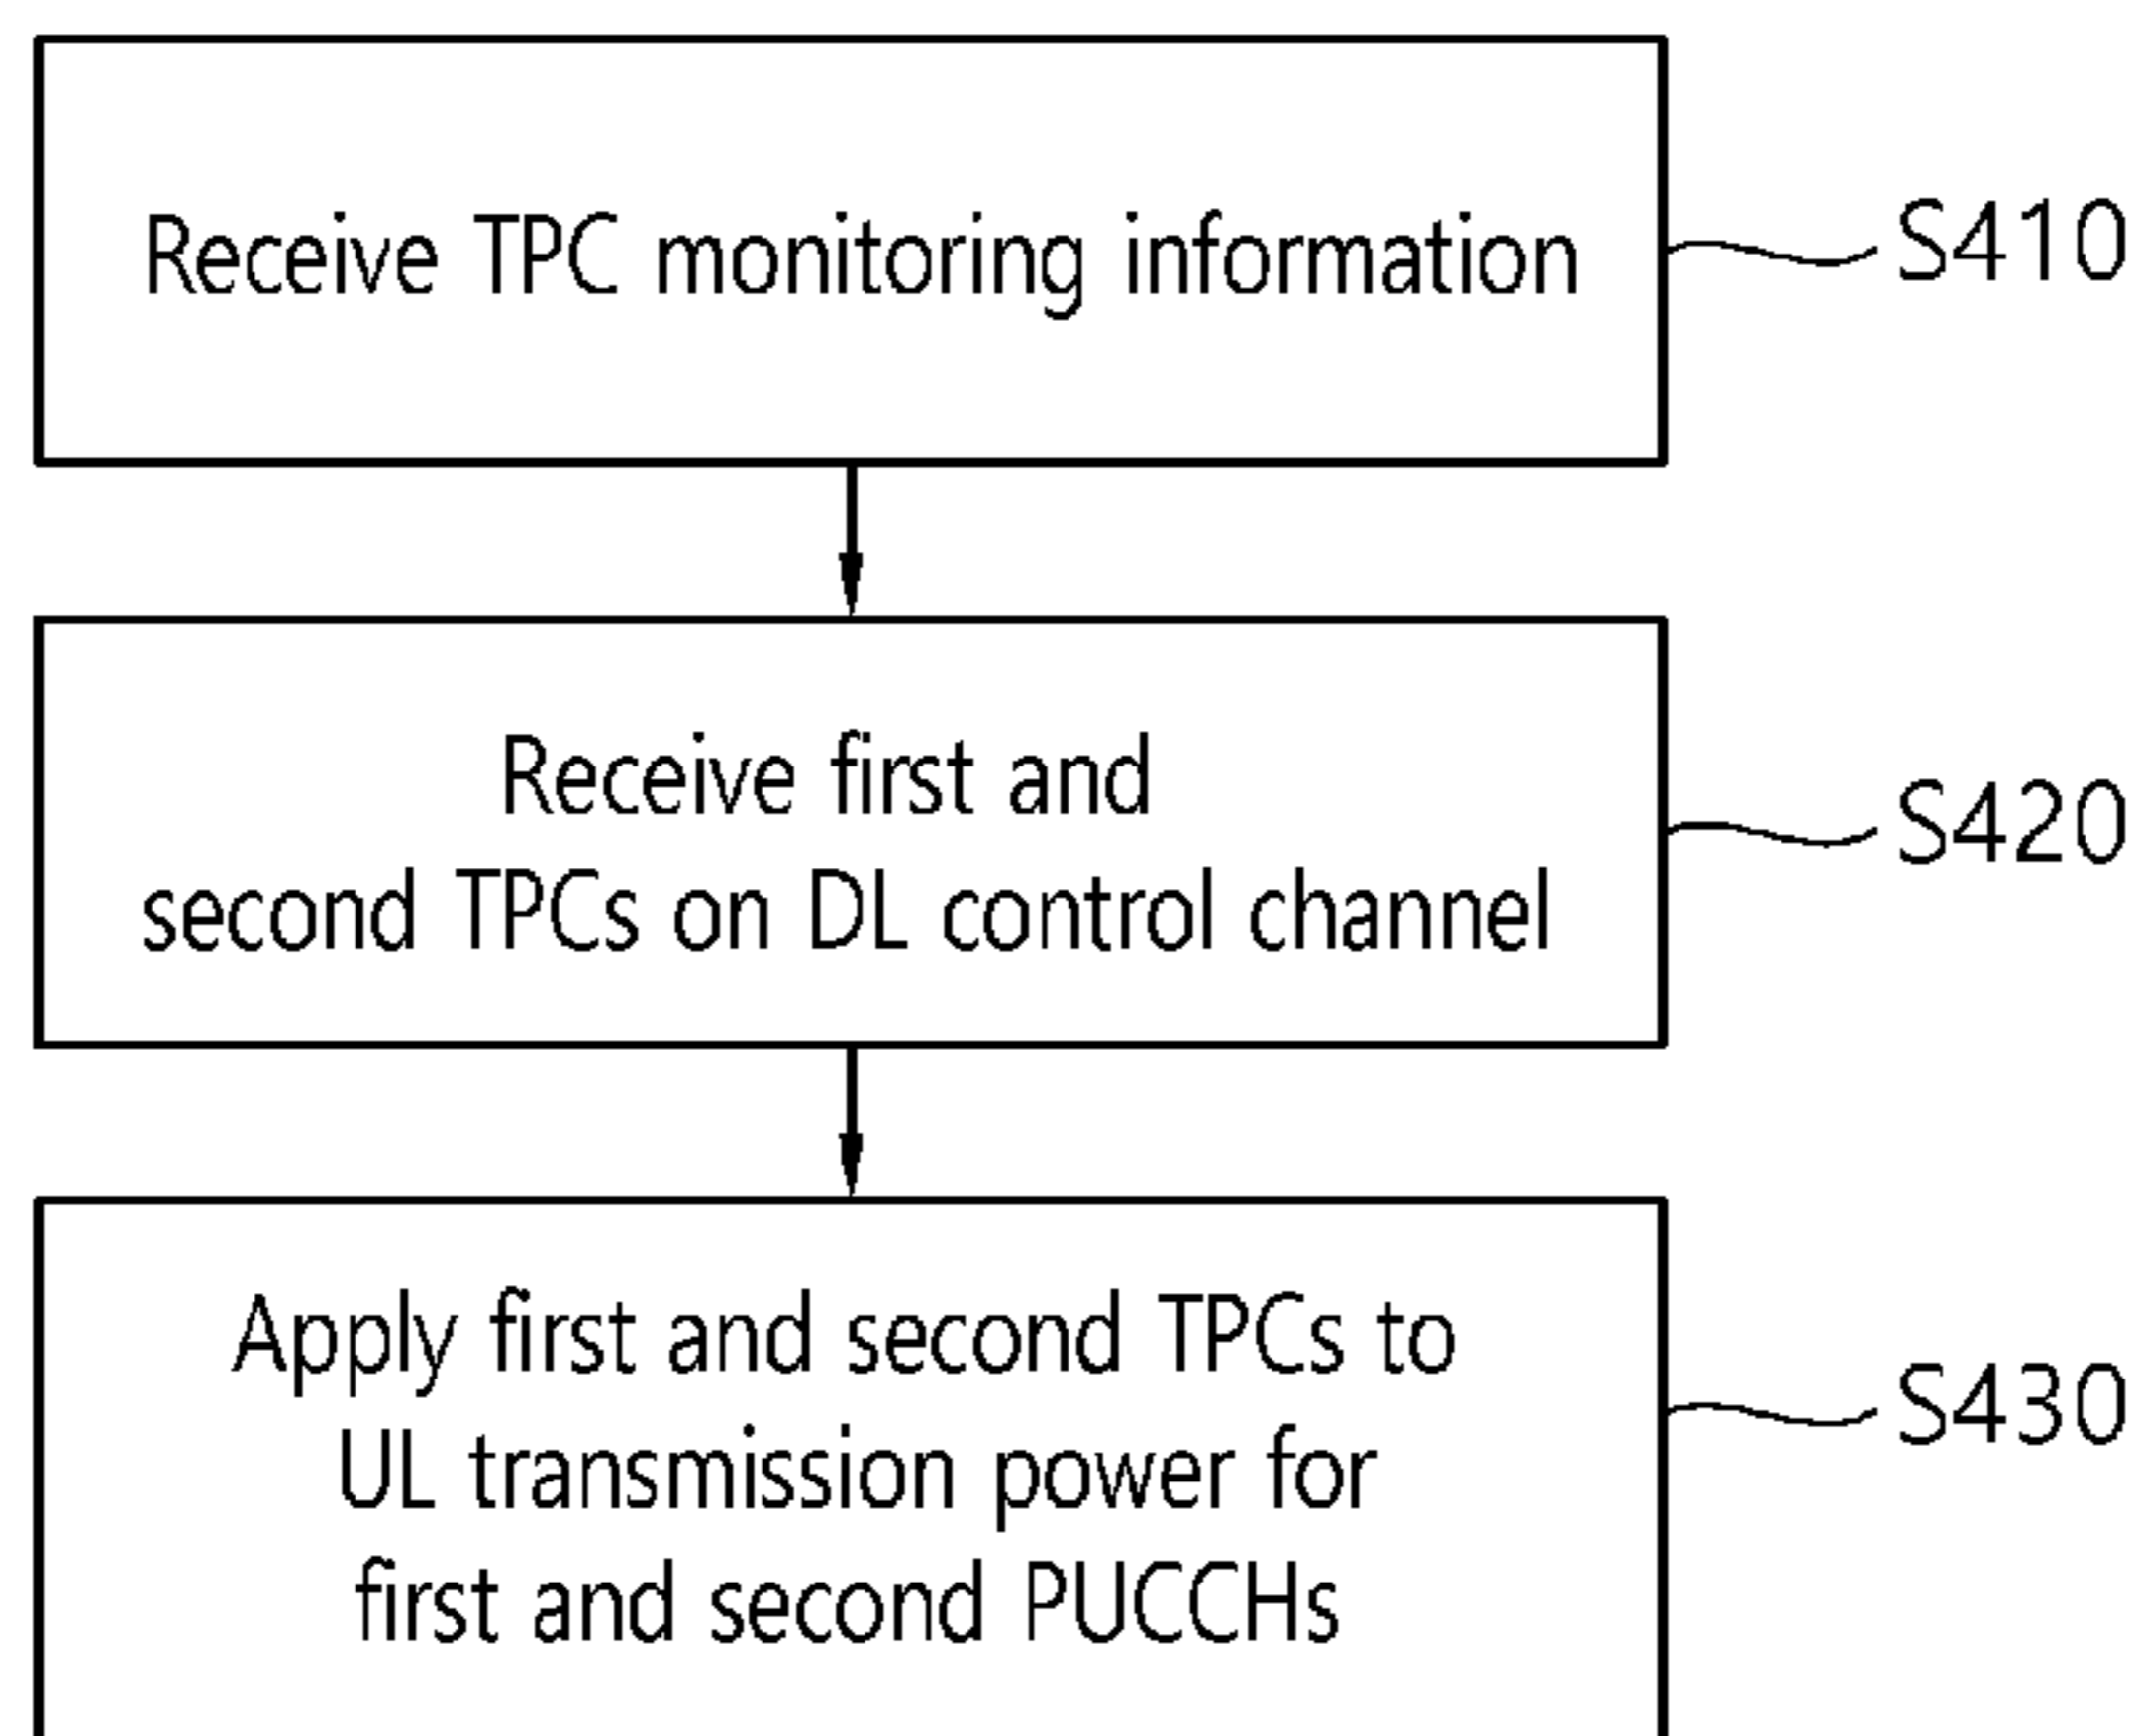 Receive TPC monitoring information
S410
Receive first and
second TPCs on DL control channel
S420
Apply first and second TPCs to
UL transmission power for
first and second PUCCHs
S430